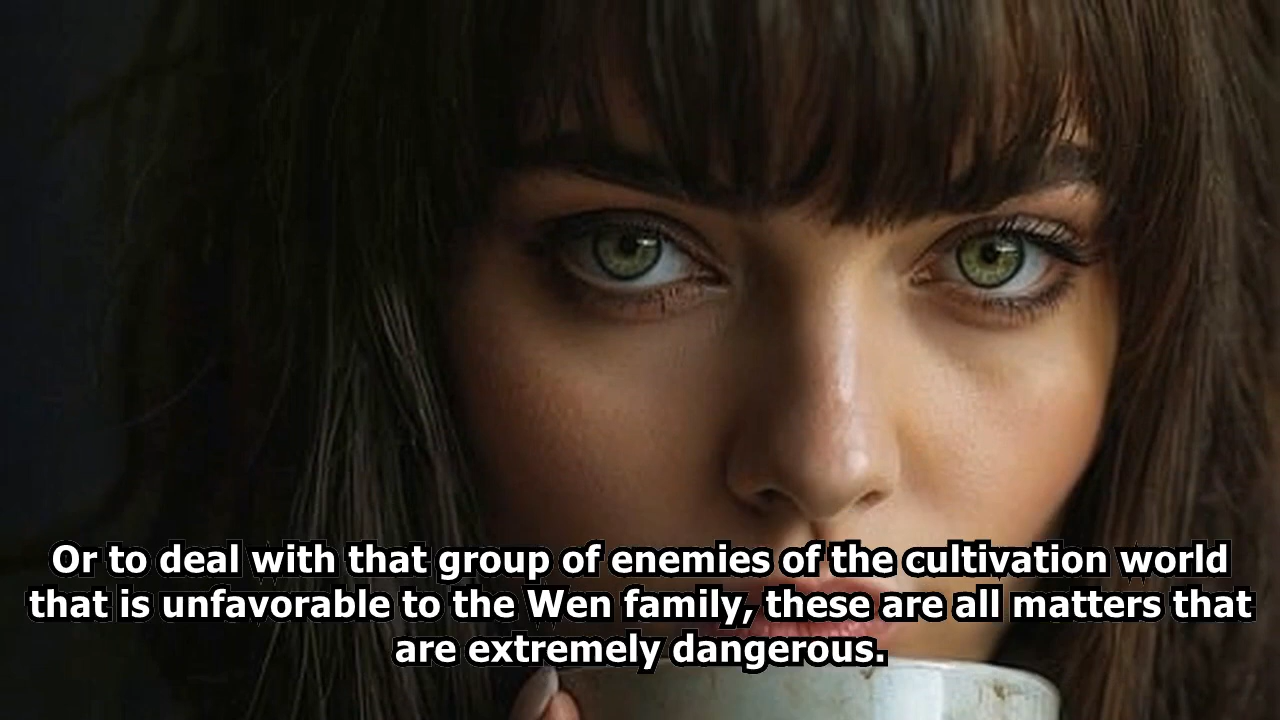 Or to deal with that group of enemies of the cultivation world
that is unfavorable to the Wen family, these are all matters that
are extremely dangerous.